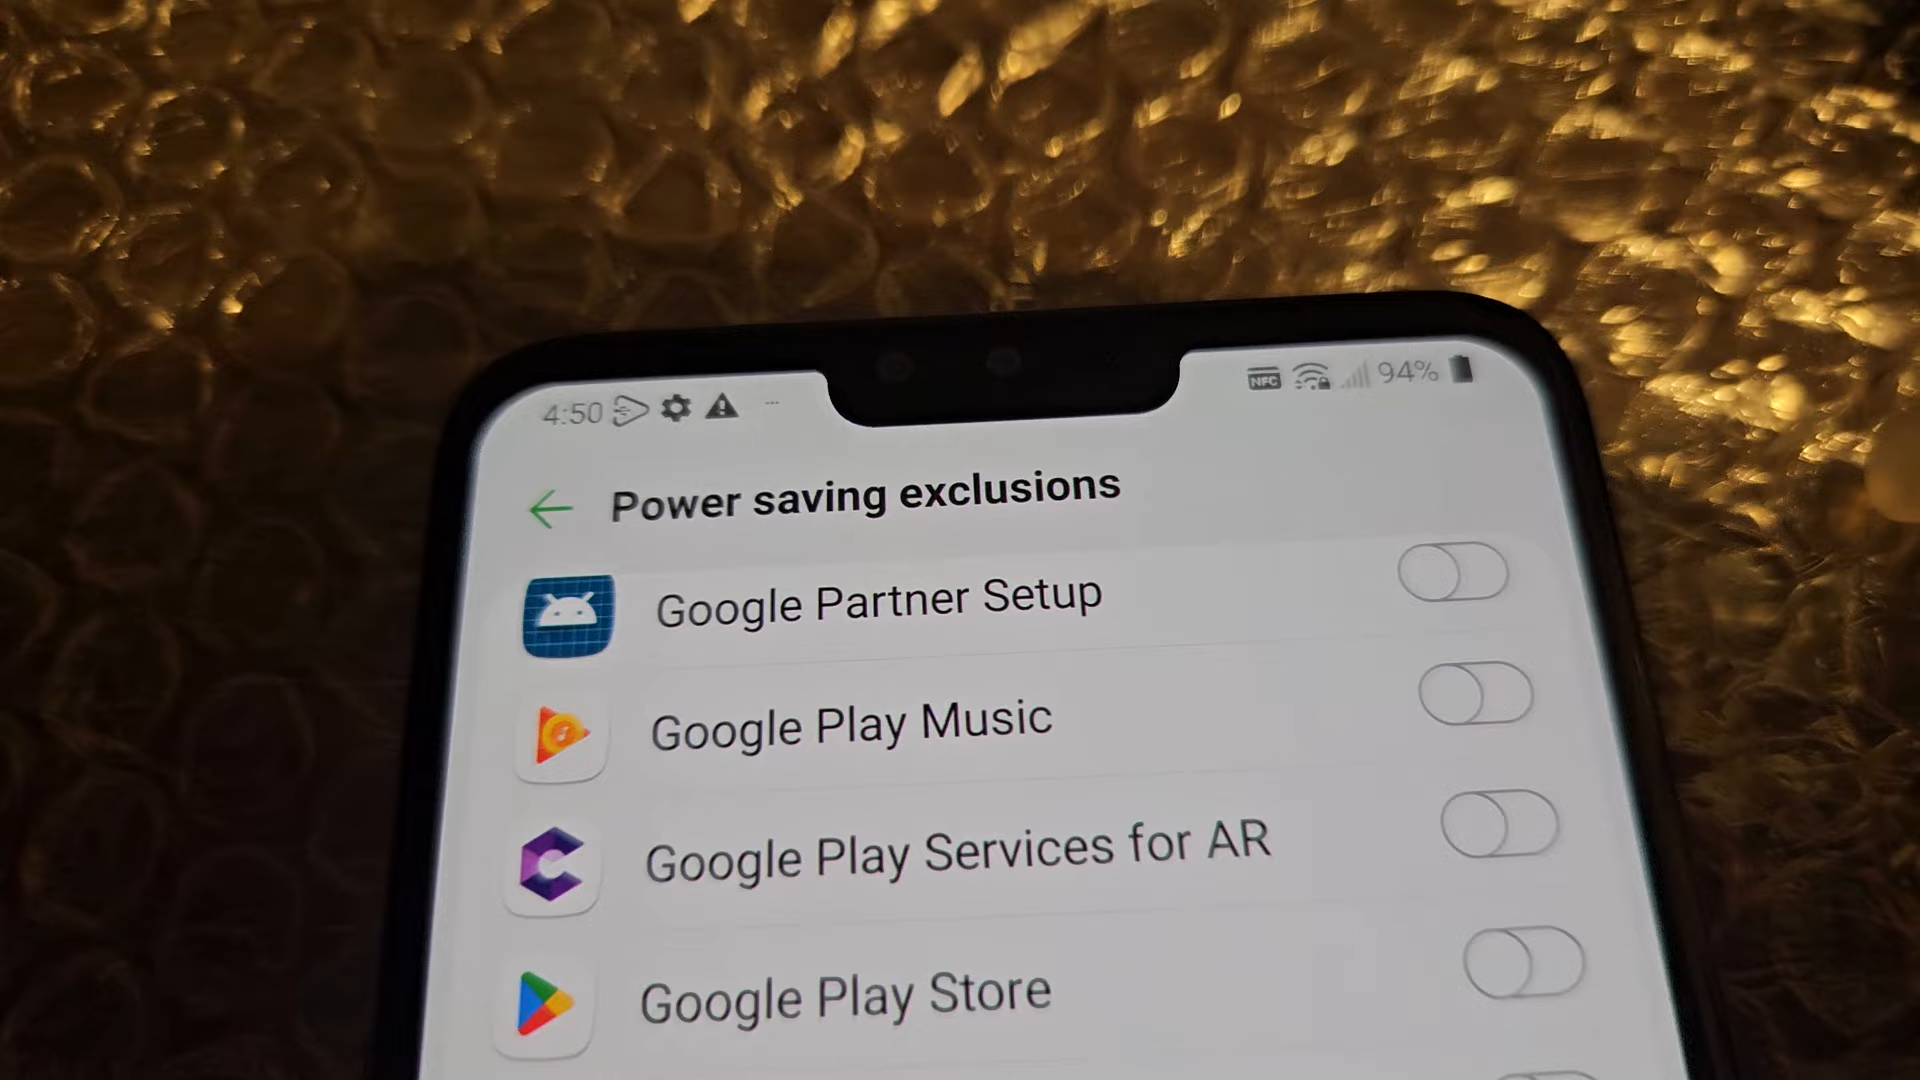 4:50
NFC
94%
Power saving exclusions
Google Partner Setup
Google Play Music
Google Play Services for AR
Google Play Store